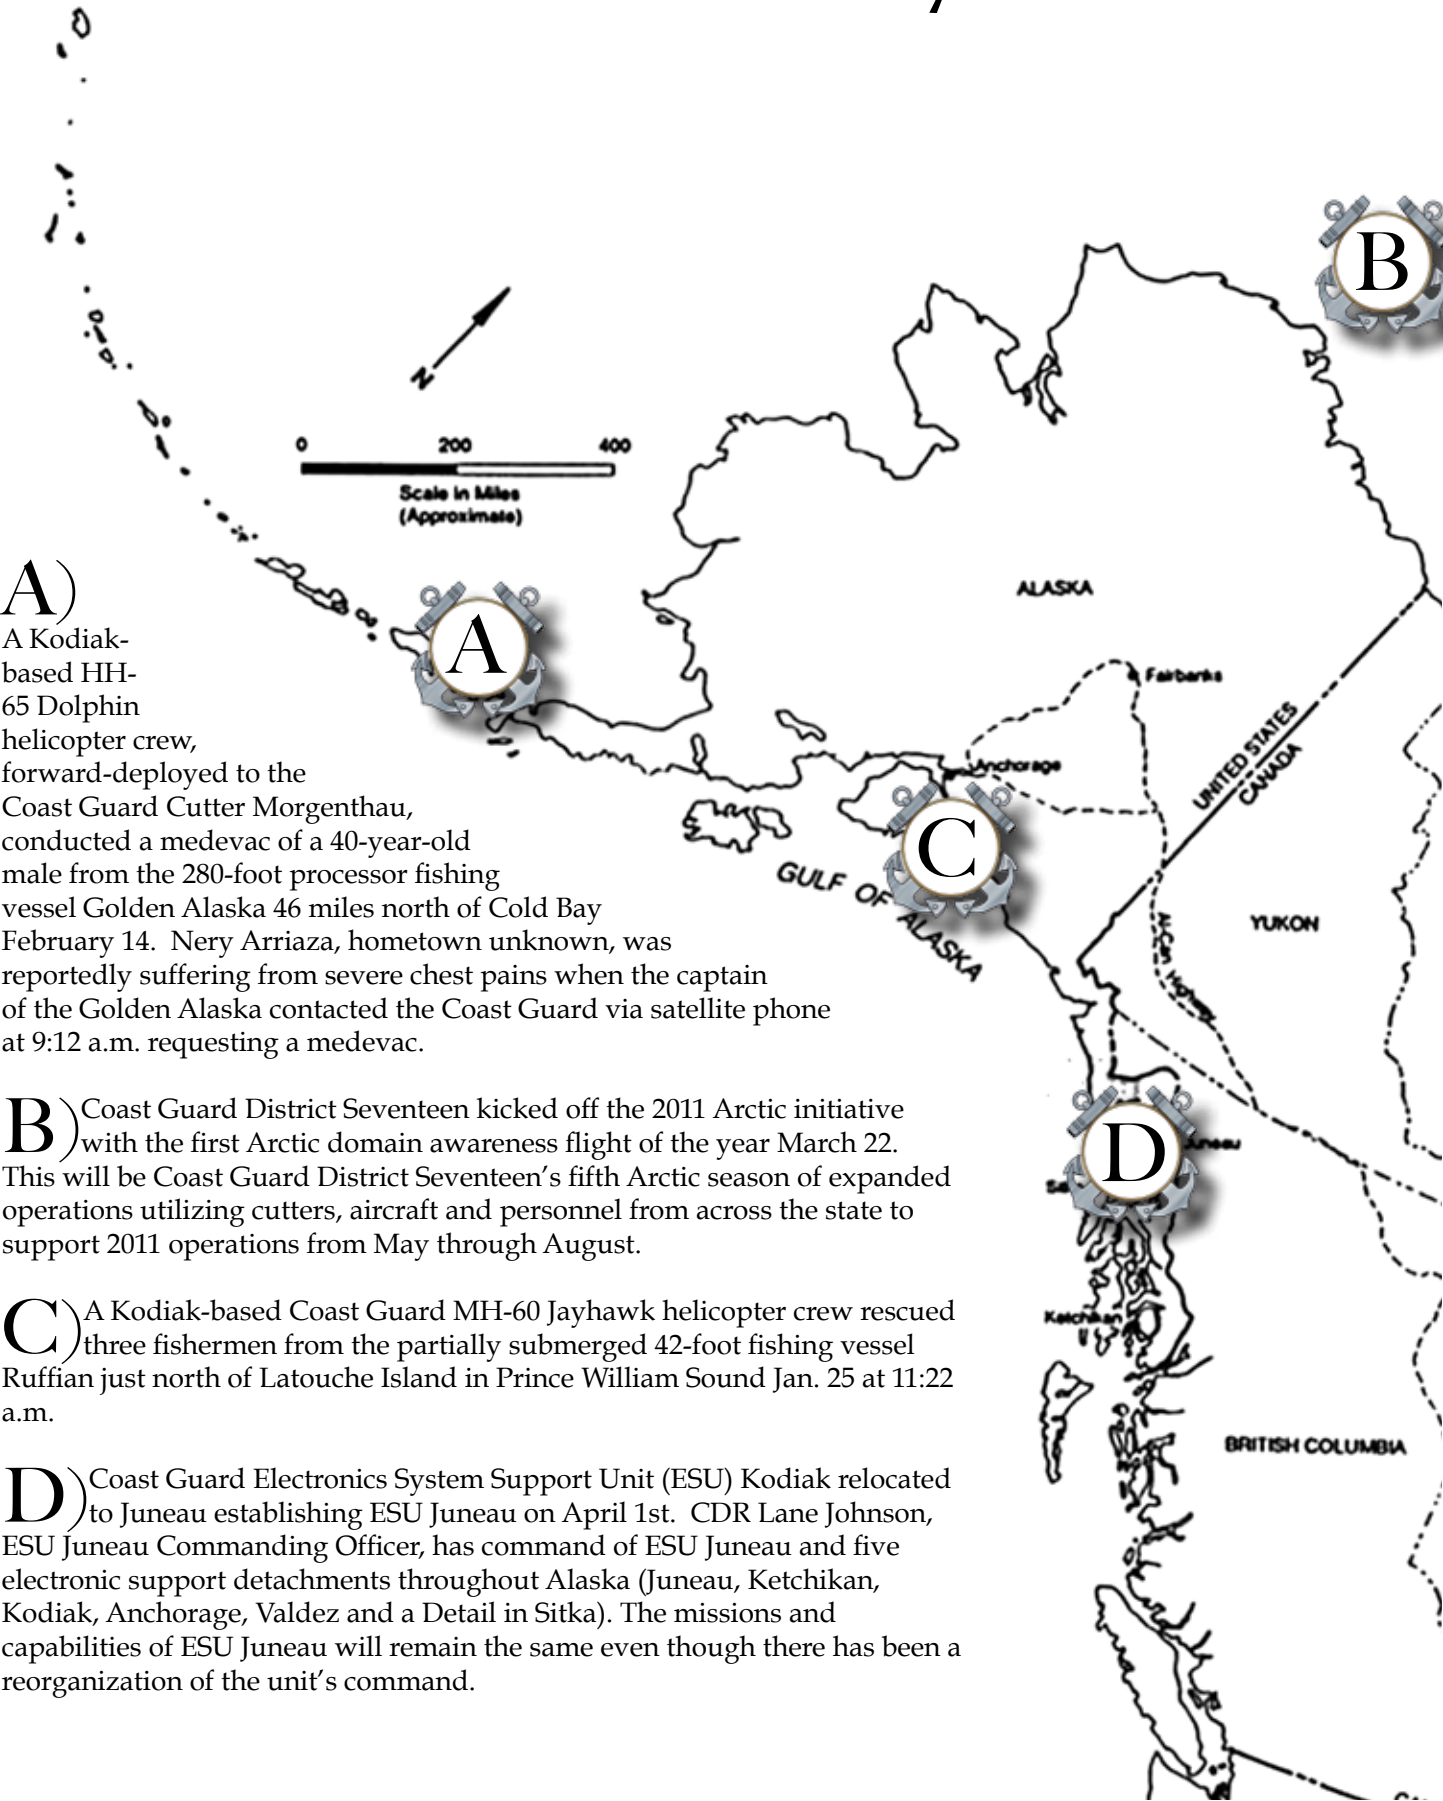 B
N
0 200 400
Scale in Miles
(Approximate)
ALASKA
A
Fairbanks
Anchorage
UNITED STATES
CANADA
C
GULF OF ALASKA
YUKON
Al-Can Highway
D
Juneau
Ketchikan
BRITISH COLUMBIA
A)
A Kodiak-
based HH-
65 Dolphin
helicopter crew,
forward-deployed to the
Coast Guard Cutter Morgenthau,
conducted a medevac of a 40-year-old
male from the 280-foot processor fishing
vessel Golden Alaska 46 miles north of Cold Bay
February 14.  Nery Arriaza, hometown unknown, was
reportedly suffering from severe chest pains when the captain
of the Golden Alaska contacted the Coast Guard via satellite phone
at 9:12 a.m. requesting a medevac.
B) Coast Guard District Seventeen kicked off the 2011 Arctic initiative
with the first Arctic domain awareness flight of the year March 22.
This will be Coast Guard District Seventeen’s fifth Arctic season of expanded
operations utilizing cutters, aircraft and personnel from across the state to
support 2011 operations from May through August.
C) A Kodiak-based Coast Guard MH-60 Jayhawk helicopter crew rescued
three fishermen from the partially submerged 42-foot fishing vessel
Ruffian just north of Latouche Island in Prince William Sound Jan. 25 at 11:22
a.m.
D) Coast Guard Electronics System Support Unit (ESU) Kodiak relocated
to Juneau establishing ESU Juneau on April 1st.  CDR Lane Johnson,
ESU Juneau Commanding Officer, has command of ESU Juneau and five
electronic support detachments throughout Alaska (Juneau, Ketchikan,
Kodiak, Anchorage, Valdez and a Detail in Sitka). The missions and
capabilities of ESU Juneau will remain the same even though there has been a
reorganization of the unit’s command.